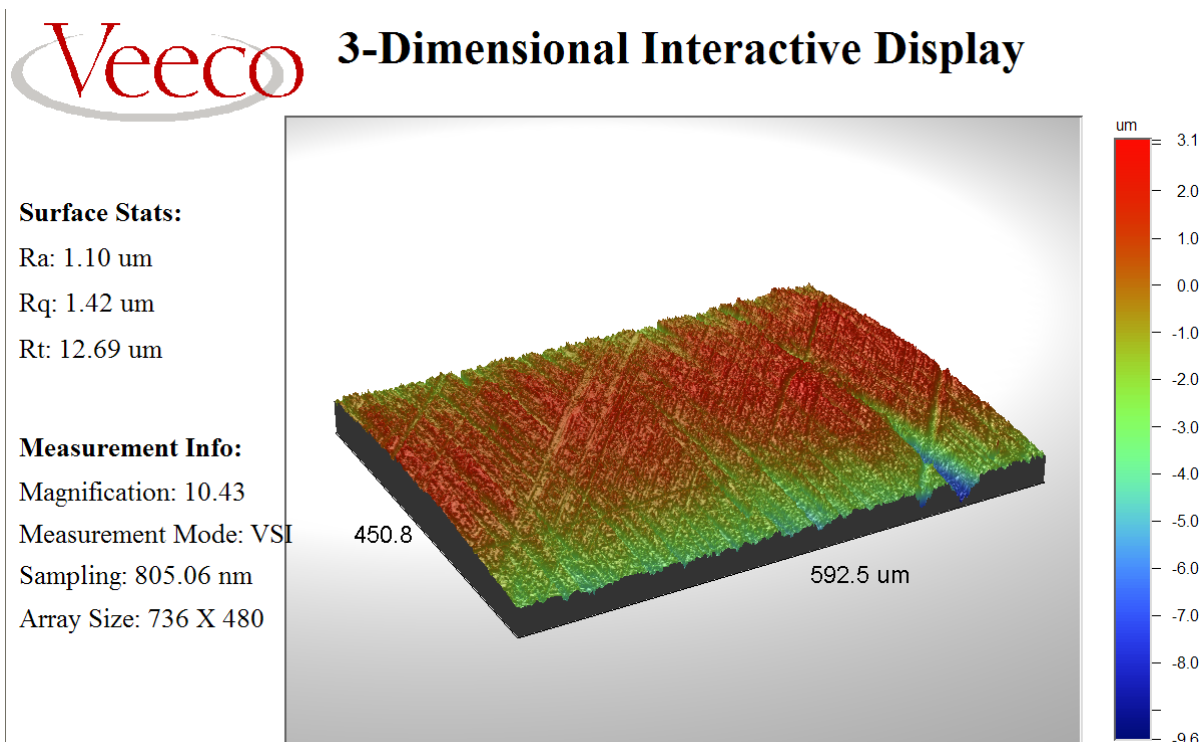 Veeco
3-Dimensional Interactive Display
Surface Stats:
Ra: 1.10 um
Rq: 1.42 um
Rt: 12.69 um
Measurement Info:
Magnification: 10.43
Measurement Mode: VSI
Sampling: 805.06 nm
Array Size: 736 X 480
450.8
592.5 um
um
3.1
2.0
1.0
0.0
-1.0
-2.0
-3.0
-4.0
-5.0
-6.0
-7.0
-8.0
-9.6